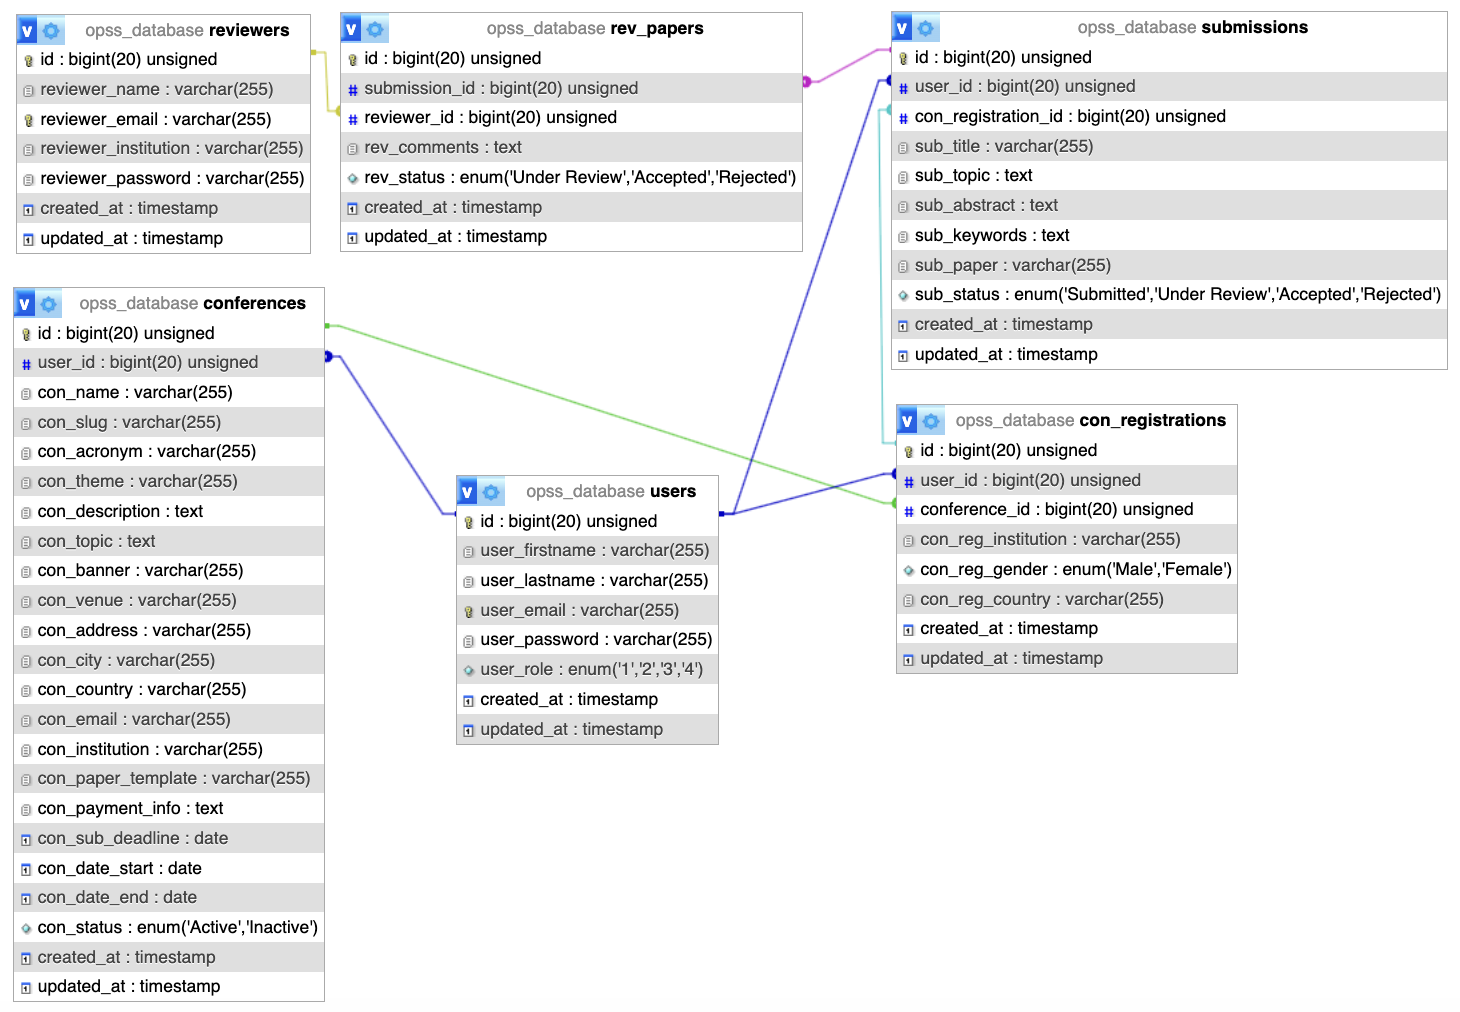 v opss_database reviewers
id : bigint(20) unsigned
reviewer_name : varchar(255)
reviewer_email : varchar(255)
reviewer_institution : varchar(255)
reviewer_password : varchar(255)
created_at : timestamp
updated_at : timestamp
v opss_database rev_papers
id : bigint(20) unsigned
# submission_id : bigint(20) unsigned
# reviewer_id : bigint(20) unsigned
rev_comments : text
rev_status : enum('Under Review','Accepted','Rejected')
created_at : timestamp
updated_at : timestamp
v opss_database submissions
id : bigint(20) unsigned
# user_id : bigint(20) unsigned
# con_registration_id : bigint(20) unsigned
sub_title : varchar(255)
sub_topic : text
sub_abstract : text
sub_keywords : text
sub_paper : varchar(255)
sub_status : enum('Submitted','Under Review','Accepted','Rejected')
created_at : timestamp
updated_at : timestamp
v opss_database conferences
id : bigint(20) unsigned
# user_id : bigint(20) unsigned
con_name : varchar(255)
con_slug : varchar(255)
con_acronym : varchar(255)
con_theme : varchar(255)
con_description : text
con_topic : text
con_banner : varchar(255)
con_venue : varchar(255)
con_address : varchar(255)
con_city : varchar(255)
con_country : varchar(255)
con_email : varchar(255)
con_institution : varchar(255)
con_paper_template : varchar(255)
con_payment_info : text
con_sub_deadline : date
con_date_start : date
con_date_end : date
con_status : enum('Active','Inactive')
created_at : timestamp
updated_at : timestamp
v opss_database users
id : bigint(20) unsigned
user_firstname : varchar(255)
user_lastname : varchar(255)
user_email : varchar(255)
user_password : varchar(255)
user_role : enum('1','2','3','4')
created_at : timestamp
updated_at : timestamp
v opss_database con_registrations
id : bigint(20) unsigned
# user_id : bigint(20) unsigned
# conference_id : bigint(20) unsigned
con_reg_institution : varchar(255)
con_reg_gender : enum('Male','Female')
con_reg_country : varchar(255)
created_at : timestamp
updated_at : timestamp